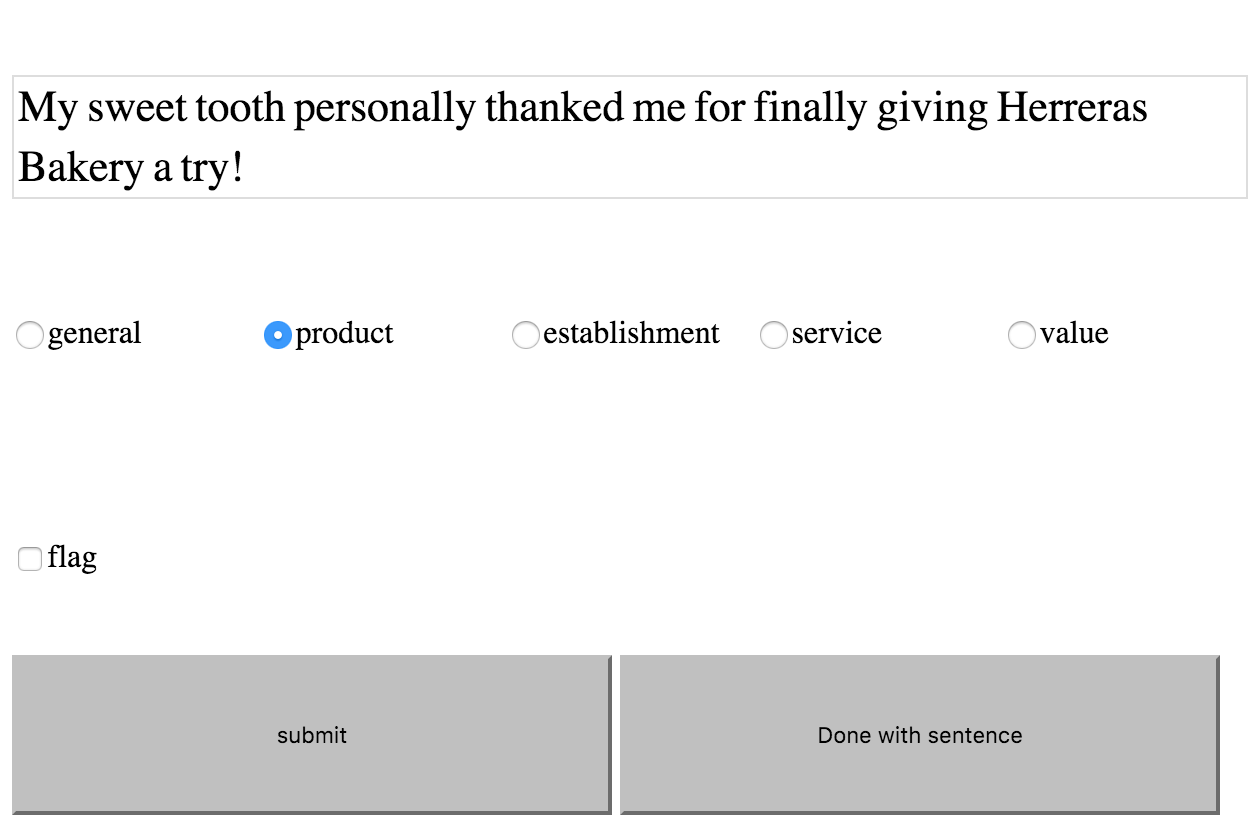 My sweet tooth personally thanked me for finally giving Herreras
Bakery a try!
general product establishment service value
flag
submit Done with sentence